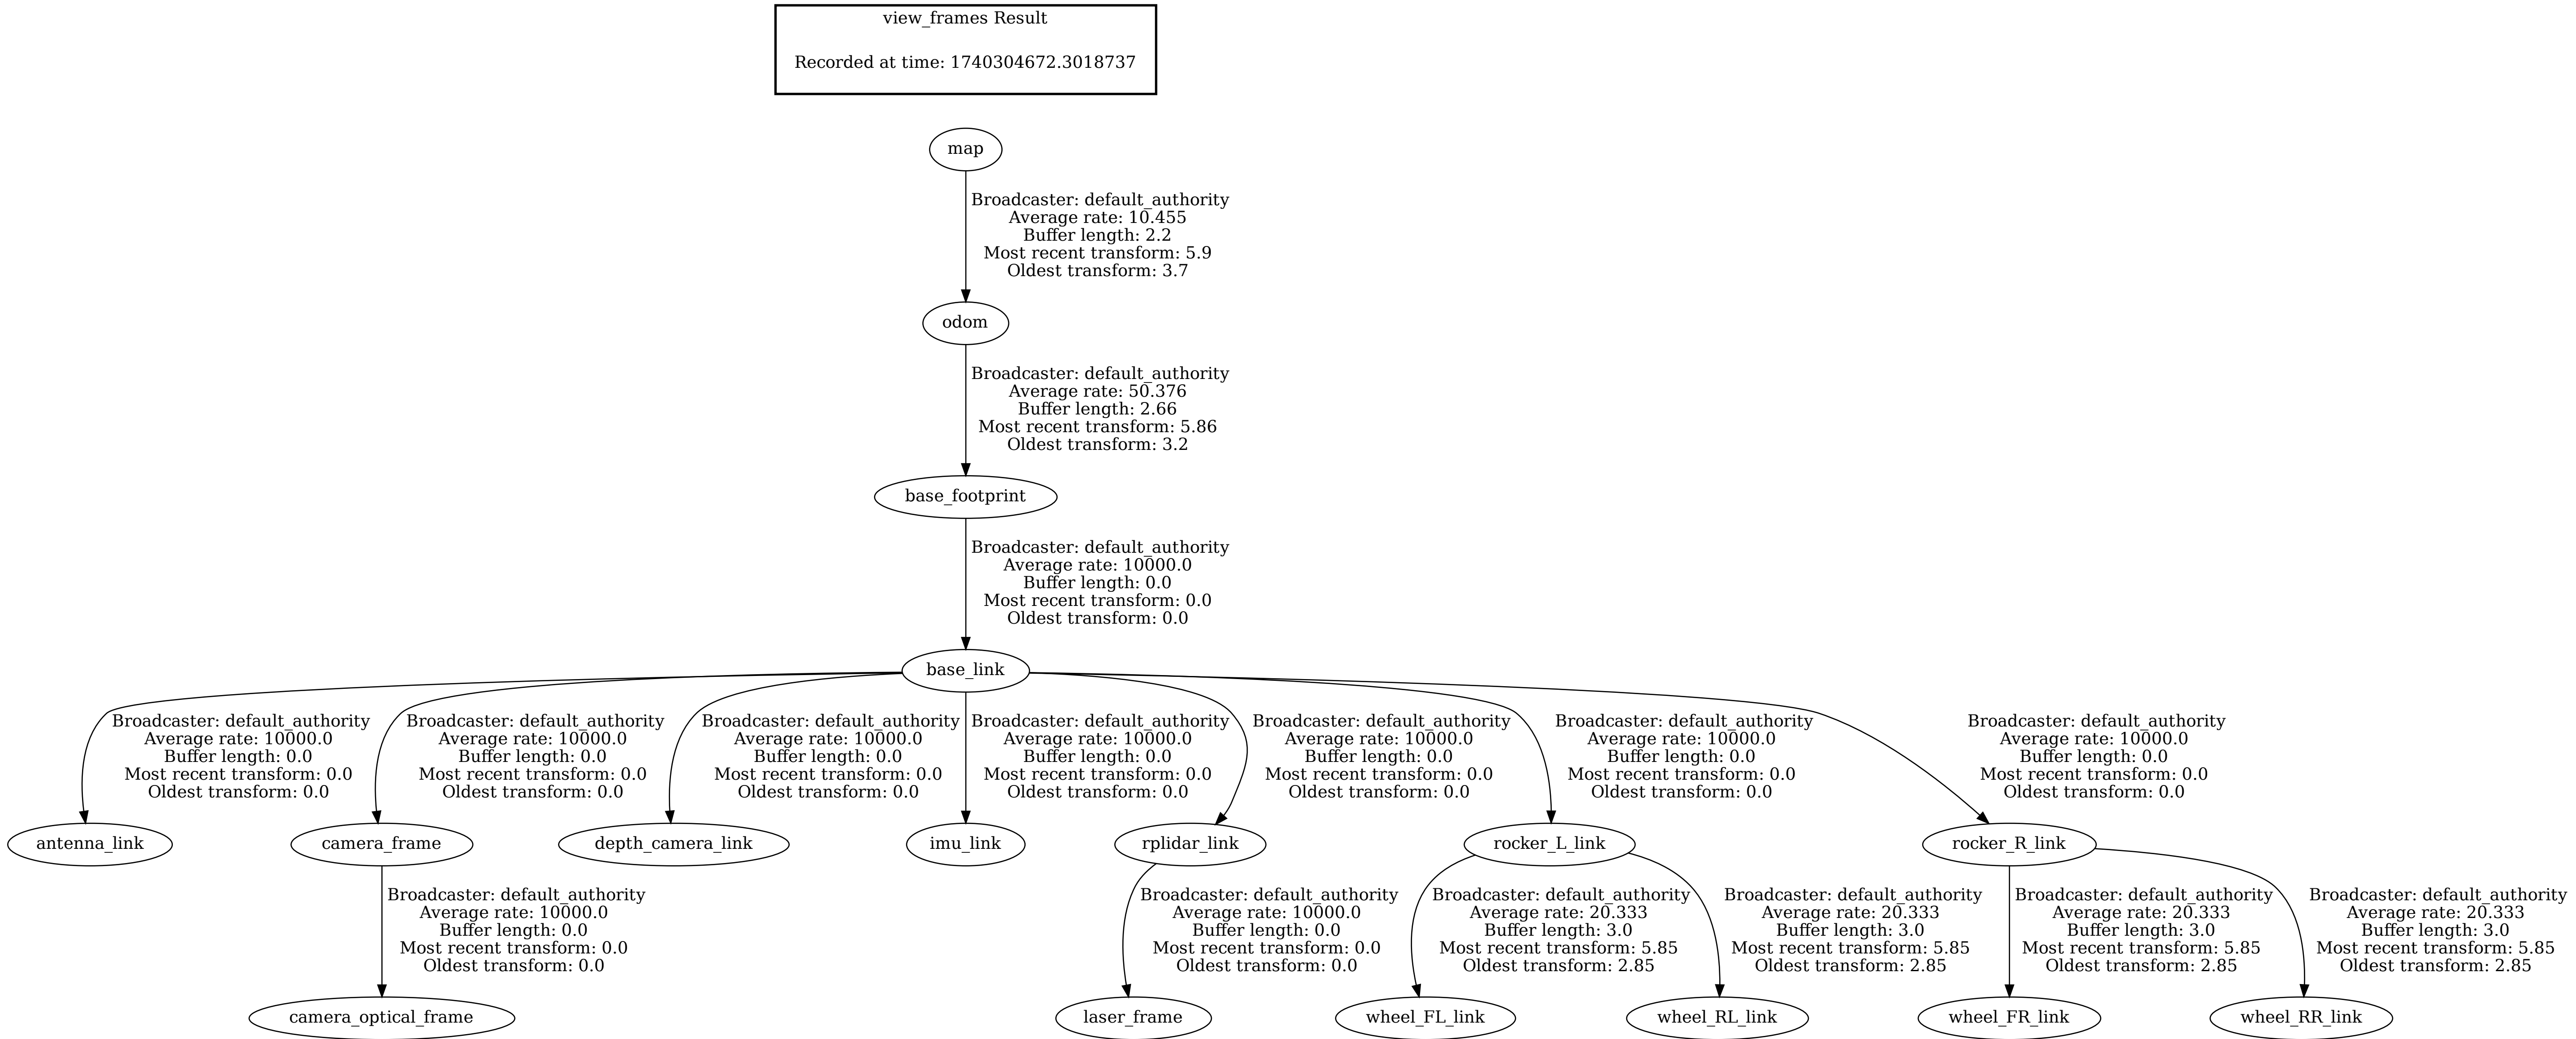 view_frames Result
Recorded at time: 1740304672.3018737
map
Broadcaster: default_authority
Average rate: 10.455
Buffer length: 2.2
Most recent transform: 5.9
Oldest transform: 3.7
odom
Broadcaster: default_authority
Average rate: 50.376
Buffer length: 2.66
Most recent transform: 5.86
Oldest transform: 3.2
base_footprint
Broadcaster: default_authority
Average rate: 10000.0
Buffer length: 0.0
Most recent transform: 0.0
Oldest transform: 0.0
base_link
Broadcaster: default_authority
Average rate: 10000.0
Buffer length: 0.0
Most recent transform: 0.0
Oldest transform: 0.0
Broadcaster: default_authority
Average rate: 10000.0
Buffer length: 0.0
Most recent transform: 0.0
Oldest transform: 0.0
Broadcaster: default_authority
Average rate: 10000.0
Buffer length: 0.0
Most recent transform: 0.0
Oldest transform: 0.0
Broadcaster: default_authority
Average rate: 10000.0
Buffer length: 0.0
Most recent transform: 0.0
Oldest transform: 0.0
Broadcaster: default_authority
Average rate: 10000.0
Buffer length: 0.0
Most recent transform: 0.0
Oldest transform: 0.0
Broadcaster: default_authority
Average rate: 10000.0
Buffer length: 0.0
Most recent transform: 0.0
Oldest transform: 0.0
Broadcaster: default_authority
Average rate: 10000.0
Buffer length: 0.0
Most recent transform: 0.0
Oldest transform: 0.0
antenna_link
camera_frame
depth_camera_link
imu_link
rplidar_link
rocker_L_link
rocker_R_link
Broadcaster: default_authority
Average rate: 10000.0
Buffer length: 0.0
Most recent transform: 0.0
Oldest transform: 0.0
Broadcaster: default_authority
Average rate: 10000.0
Buffer length: 0.0
Most recent transform: 0.0
Oldest transform: 0.0
Broadcaster: default_authority
Average rate: 20.333
Buffer length: 3.0
Most recent transform: 5.85
Oldest transform: 2.85
Broadcaster: default_authority
Average rate: 20.333
Buffer length: 3.0
Most recent transform: 5.85
Oldest transform: 2.85
Broadcaster: default_authority
Average rate: 20.333
Buffer length: 3.0
Most recent transform: 5.85
Oldest transform: 2.85
Broadcaster: default_authority
Average rate: 20.333
Buffer length: 3.0
Most recent transform: 5.85
Oldest transform: 2.85
camera_optical_frame
laser_frame
wheel_FL_link
wheel_RL_link
wheel_FR_link
wheel_RR_link